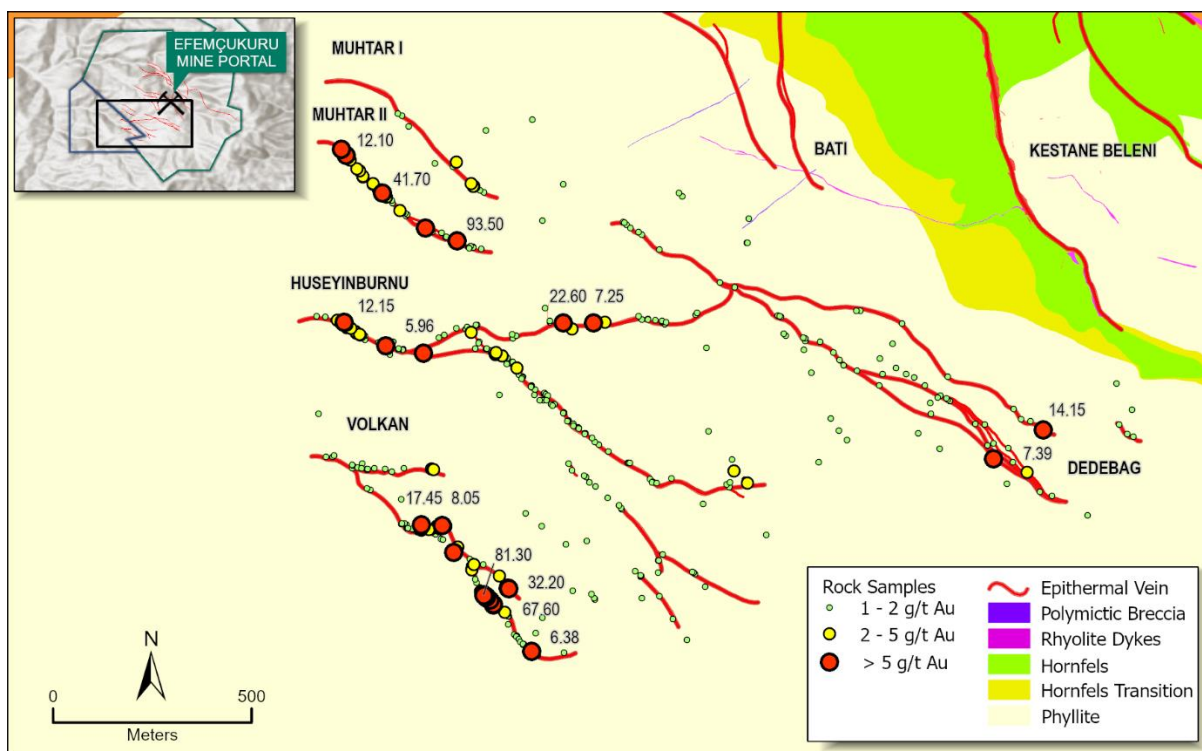 EFEMÇUKURU
MINE PORTAL
MUHTAR I
MUHTAR II
12.10
41.70
93.50
BATI
KESTANE BELENI
HUSEYINBURNU
12.15
5.96
22.60 7.25
14.15
7.39
DEDEBAG
VOLKAN
17.45 8.05
81.30
32.20
67.60
6.38
N
0 500
Meters
Rock Samples
1 - 2 g/t Au
2 - 5 g/t Au
> 5 g/t Au
Epithermal Vein
Polymictic Breccia
Rhyolite Dykes
Hornfels
Hornfels Transition
Phyllite